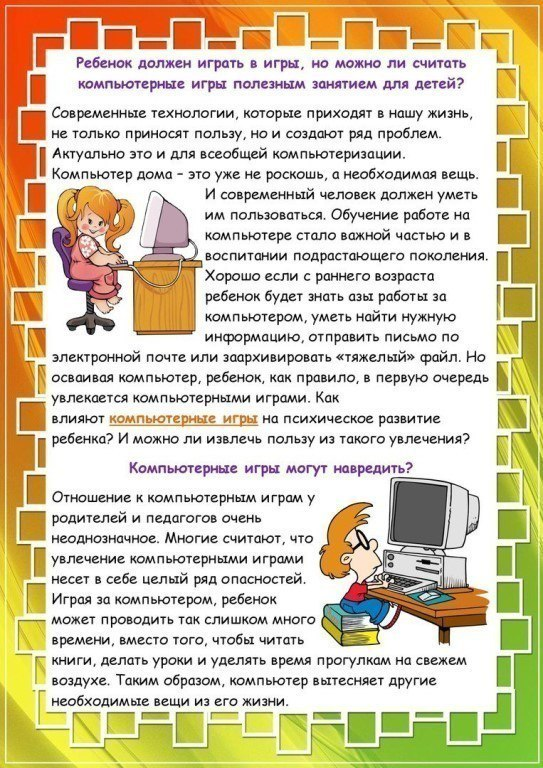 Ребенок должен играть в игры, но можно ли считать
компьютерные игры полезным занятием для детей?
Современные технологии, которые приходят в нашу жизнь,
не только приносят пользу, но и создают ряд проблем.
Актуально это и для всеобщей компьютеризации.
Компьютер дома – это уже не роскошь, а необходимая вещь.
И современный человек должен уметь
им пользоваться. Обучение работе на
компьютере стало важной частью и в
воспитании подрастающего поколения.
Хорошо если с раннего возраста
ребенок будет знать азы работы за
компьютером, уметь найти нужную
информацию, отправить письмо по
электронной почте или заархивировать «тяжелый» файл. Но
осваивая компьютер, ребенок, как правило, в первую очередь
увлекается компьютерными играми. Как
влияют компьютерные игры на психическое развитие
ребенка? И можно ли извлечь пользу из такого увлечения?
Компьютерные игры могут навредить?
Отношение к компьютерным играм у
родителей и педагогов очень
неоднозначное. Многие считают, что
увлечение компьютерными играми
несет в себе целый ряд опасностей.
Играя за компьютером, ребенок
может проводить так слишком много
времени, вместо того, чтобы читать
книги, делать уроки и уделять время прогулкам на свежем
воздухе. Таким образом, компьютер вытесняет другие
необходимые вещи из его жизни.